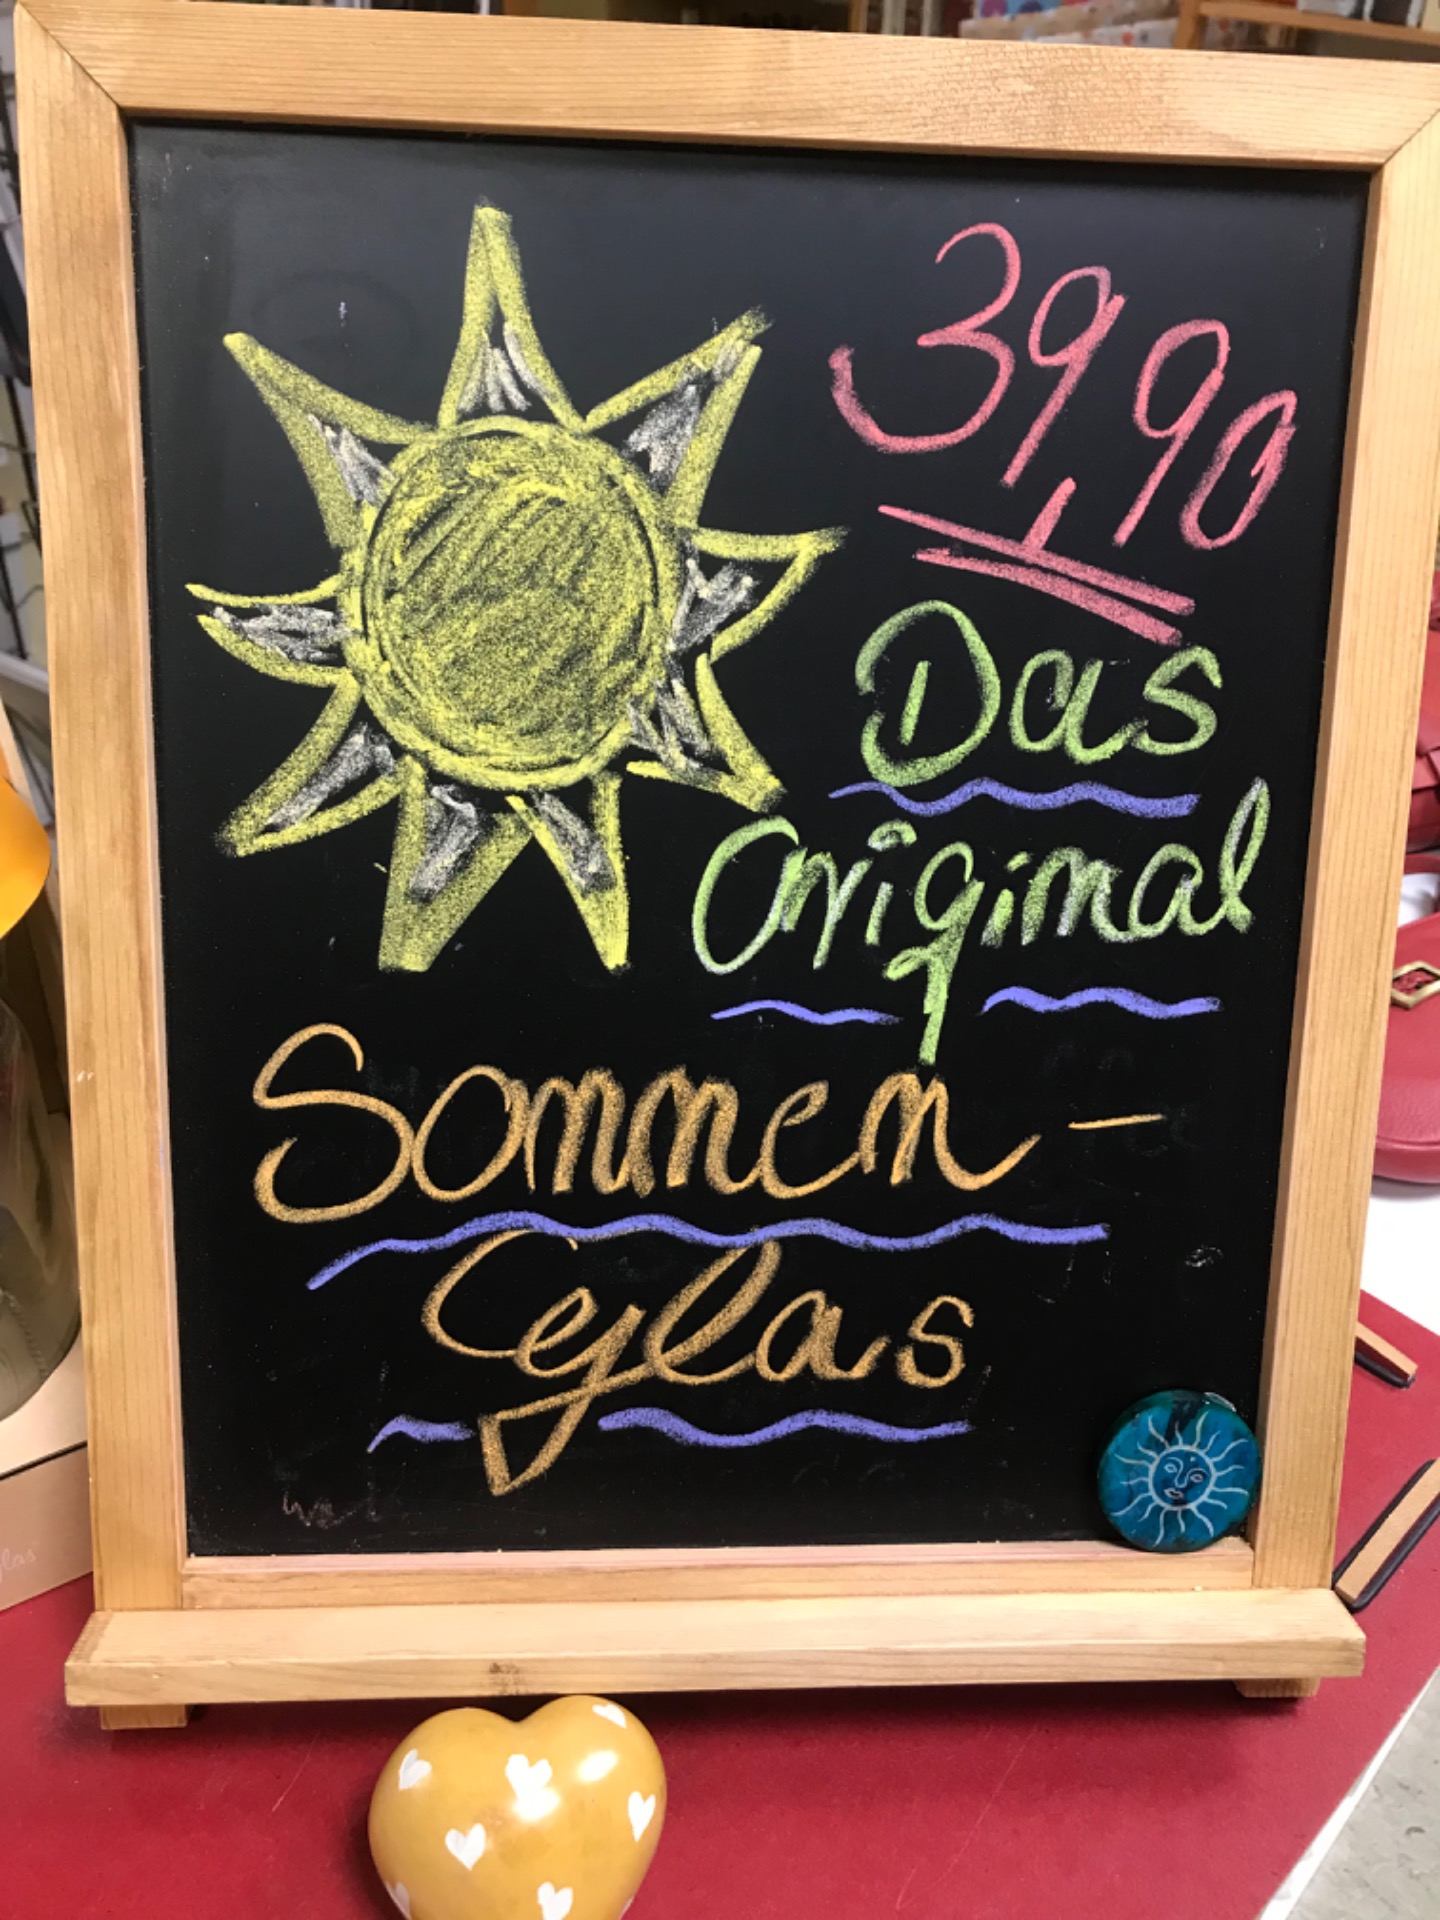 39,90
Das
Original
Sonnen-
glas